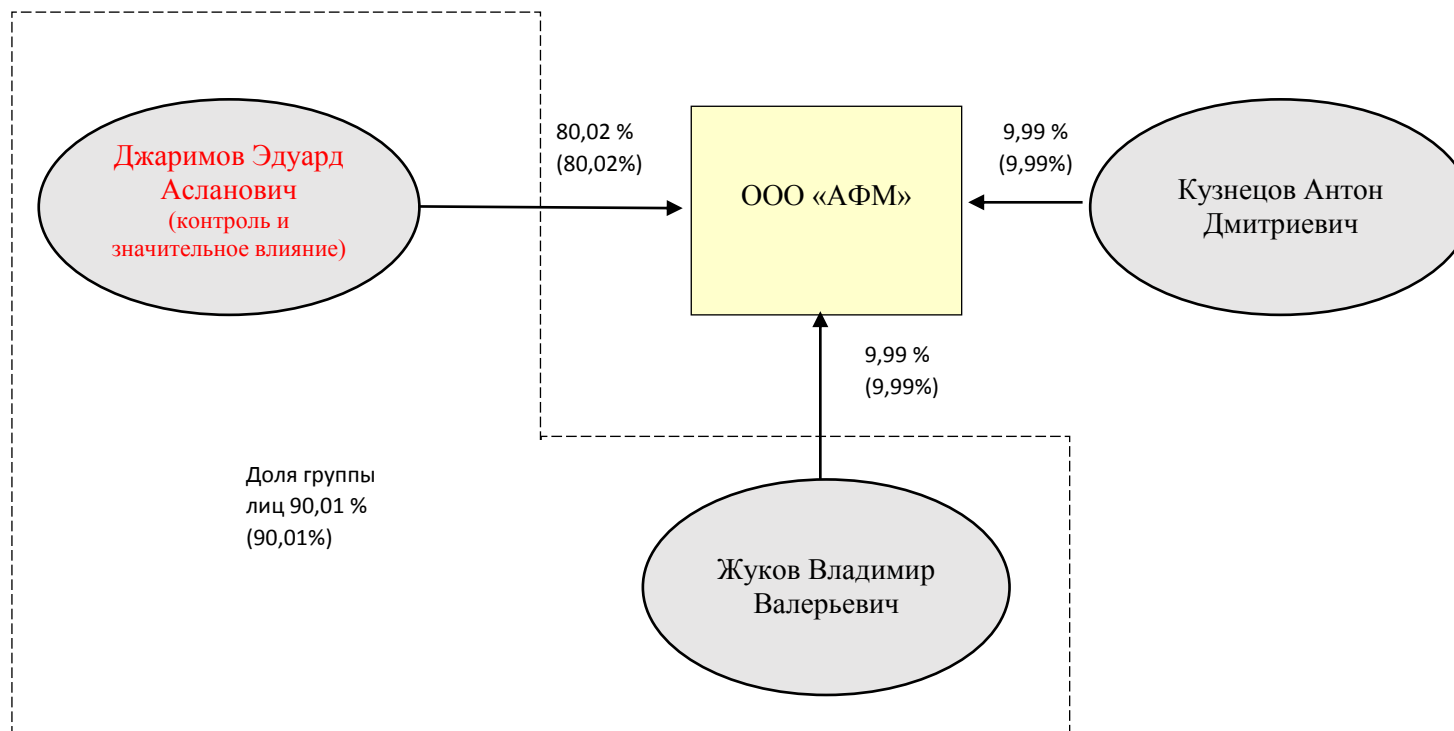 Джаримов Эдуард
Асланович
(контроль и
значительное влияние)
80,02 %
(80,02%)
ООО «АФМ»
9,99 %
(9,99%)
Кузнецов Антон
Дмитриевич
9,99 %
(9,99%)
Доля группы
лиц 90,01 %
(90,01%)
Жуков Владимир
Валерьевич